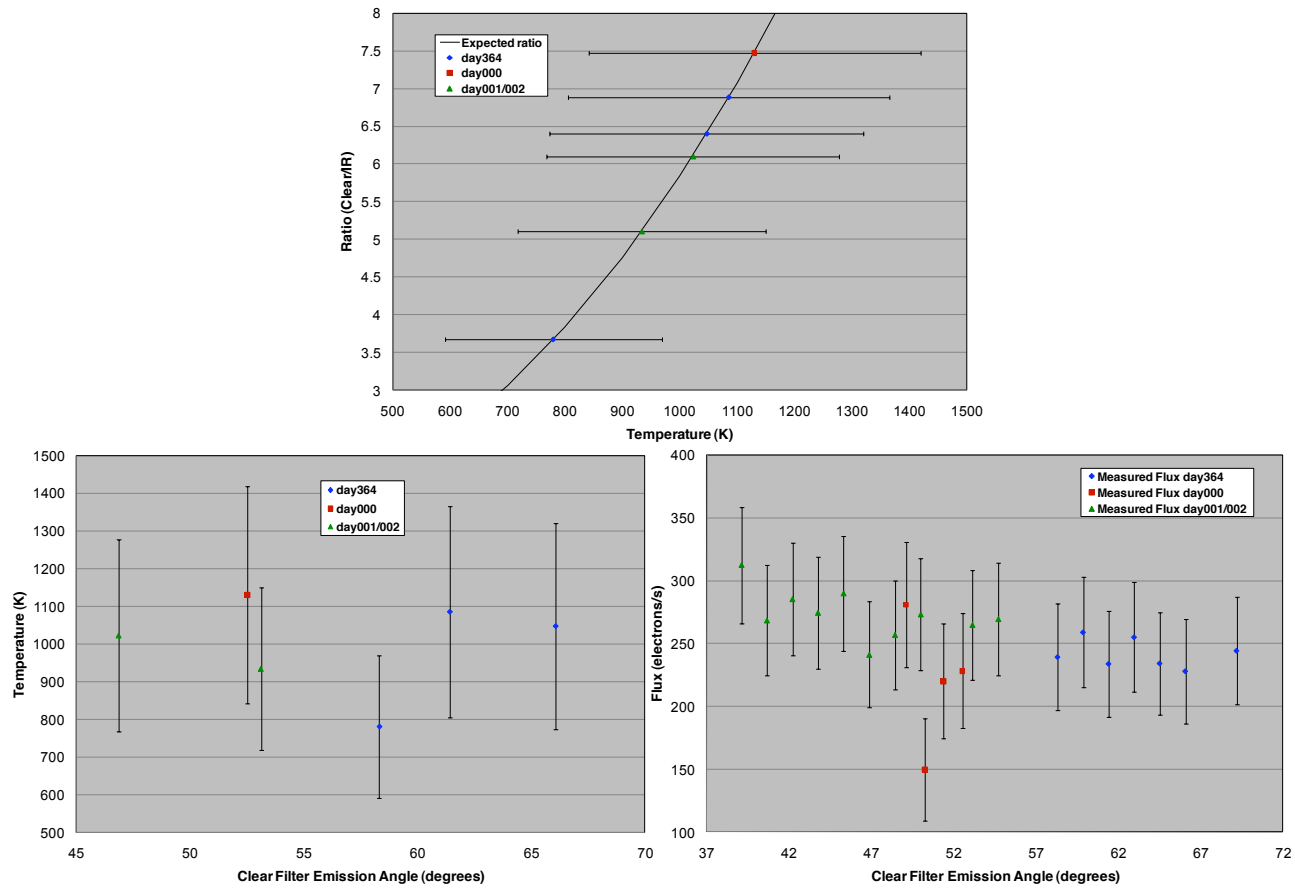 8
7.5
7
6.5
6
5.5
5
4.5
4
3.5
3
Ratio (Clear/IR)
Expected ratio
day364
day000
day001/002
500 600 700 800 900 1000 1100 1200 1300 1400 1500
Temperature (K)
1500
1400
1300
1200
1100
1000
900
800
700
600
500
Temperature (K)
day364
day000
day001/002
45 50 55 60 65 70
Clear Filter Emission Angle (degrees)
400
350
300
250
200
150
100
Flux (electrons/s)
Measured Flux day364
Measured Flux day000
Measured Flux day001/002
37 42 47 52 57 62 67 72
Clear Filter Emission Angle (degrees)